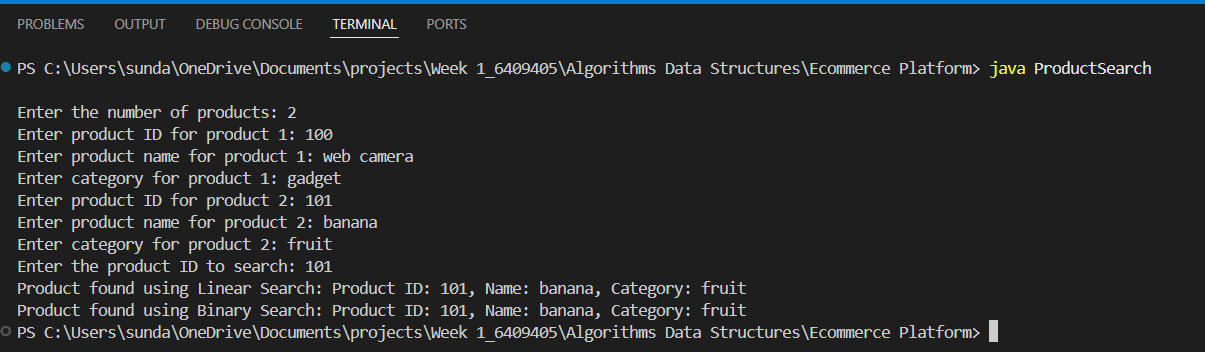 PROBLEMS OUTPUT DEBUG CONSOLE TERMINAL PORTS
PS C:\Users\sunda\OneDrive\Documents\projects\Week 1_6409405\Algorithms Data Structures\Ecommerce Platform> java ProductSearch
Enter the number of products: 2
Enter product ID for product 1: 100
Enter product name for product 1: web camera
Enter category for product 1: gadget
Enter product ID for product 2: 101
Enter product name for product 2: banana
Enter category for product 2: fruit
Enter the product ID to search: 101
Product found using Linear Search: Product ID: 101, Name: banana, Category: fruit
Product found using Binary Search: Product ID: 101, Name: banana, Category: fruit
PS C:\Users\sunda\OneDrive\Documents\projects\Week 1_6409405\Algorithms Data Structures\Ecommerce Platform>